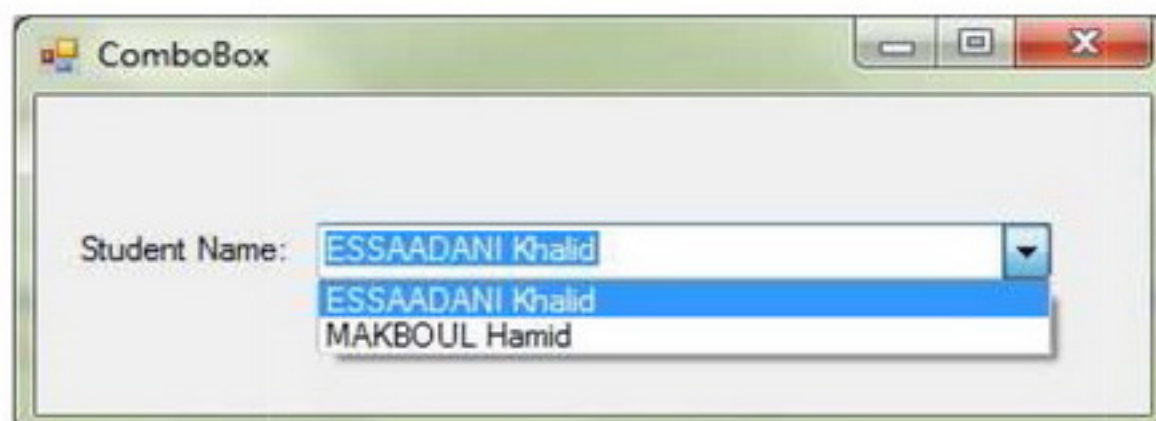 ComboBox
Student Name: ESSAADANI Khalid
ESSAADANI Khalid
MAKBOUL Hamid